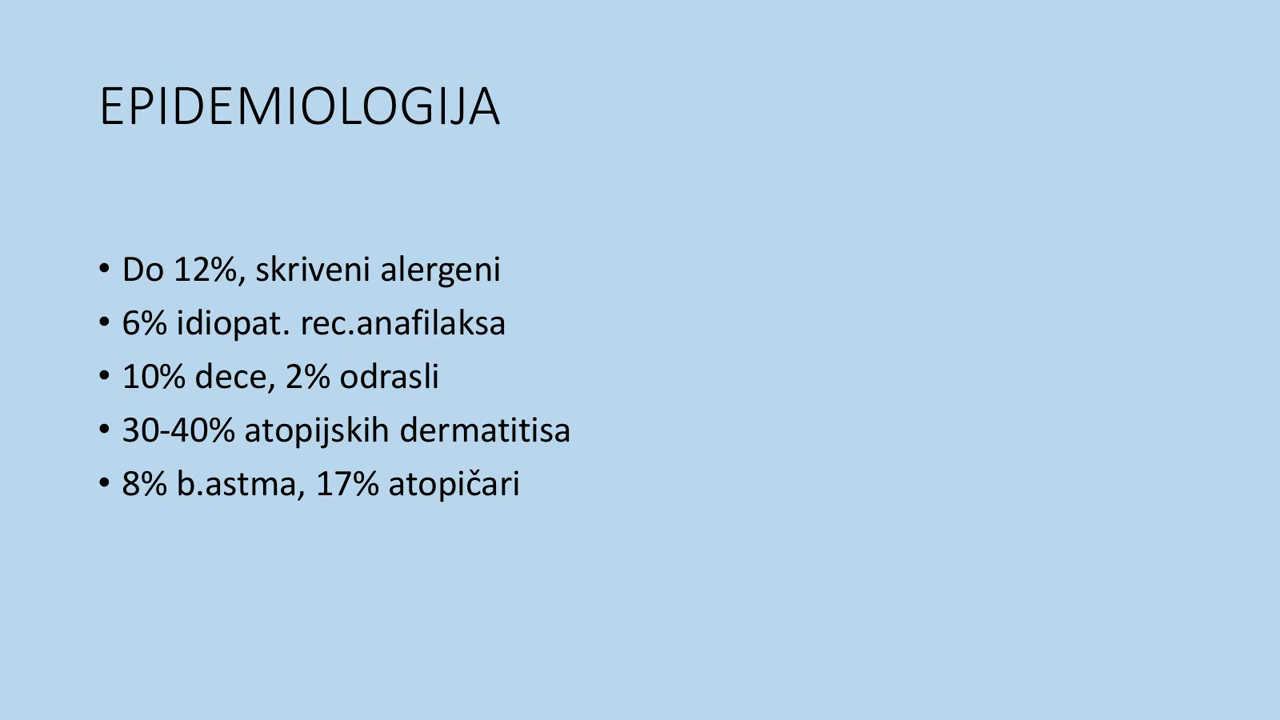 EPIDEMIOLOGIJA
• Do 12%, skriveni alergeni
• 6% idiopat. rec.anafilaksa
• 10% dece, 2% odrasli
• 30-40% atopijskih dermatitisa
• 8% b.astma, 17% atopičari